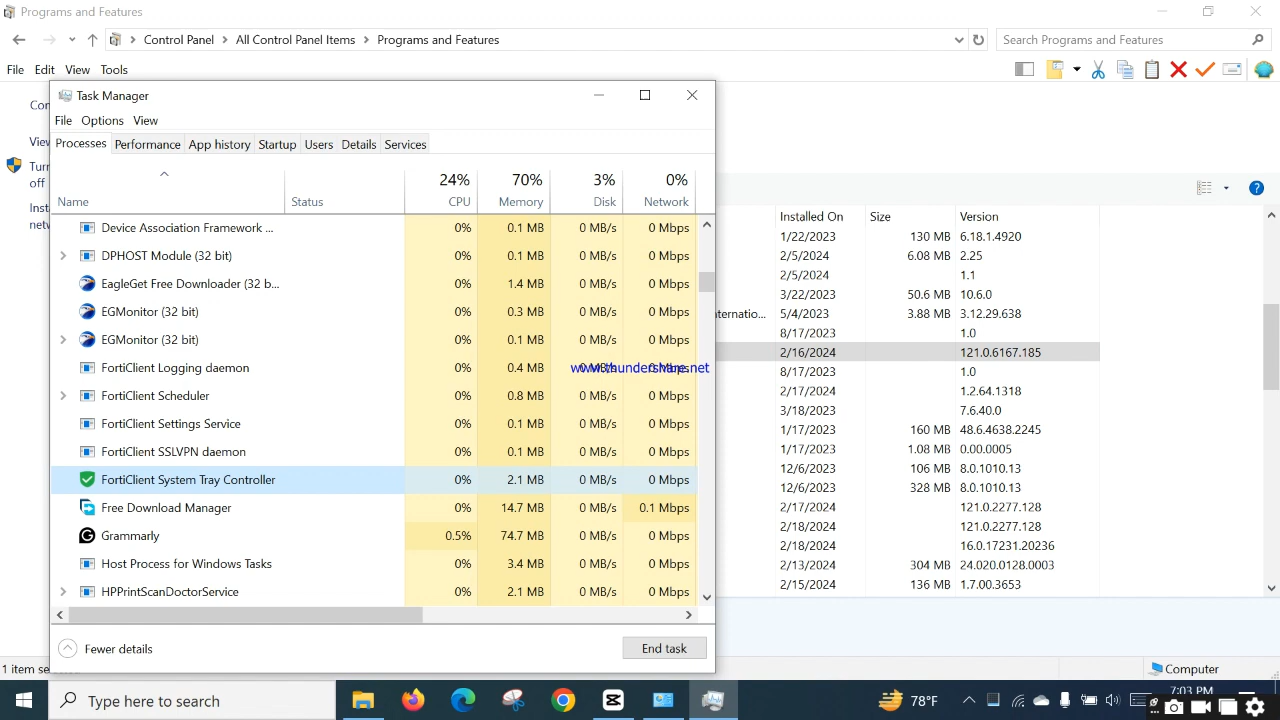 Programs and Features
Control Panel All Control Panel Items Programs and Features
Search Programs and Features
File Edit View Tools
Task Manager
File Options View
Processes Performance App history Startup Users Details Services
24% 70% 3% 0%
Name Status CPU Memory Disk Network
Device Association Framework ... 0% 0.1 MB 0 MB/s 0 Mbps
DPHOST Module (32 bit) 0% 0.1 MB 0 MB/s 0 Mbps
EagleGet Free Downloader (32 b... 0% 1.4 MB 0 MB/s 0 Mbps
EGMonitor (32 bit) 0% 0.3 MB 0 MB/s 0 Mbps
EGMonitor (32 bit) 0% 0.1 MB 0 MB/s 0 Mbps
FortiClient Logging daemon 0% 0.4 MB 0 MB/s 0 Mbps
www.thundershare.net
FortiClient Scheduler 0% 0.8 MB 0 MB/s 0 Mbps
FortiClient Settings Service 0% 0.1 MB 0 MB/s 0 Mbps
FortiClient SSLVPN daemon 0% 0.1 MB 0 MB/s 0 Mbps
FortiClient System Tray Controller 0% 2.1 MB 0 MB/s 0 Mbps
Free Download Manager 0% 14.7 MB 0 MB/s 0.1 Mbps
Grammarly 0.5% 74.7 MB 0 MB/s 0 Mbps
Host Process for Windows Tasks 0% 3.4 MB 0 MB/s 0 Mbps
HPPrintScanDoctorService 0% 2.1 MB 0 MB/s 0 Mbps
Fewer details
End task
Con
View
Turn
off
Inst
netw
Installed On Size Version
1/22/2023 130 MB 6.18.1.4920
2/5/2024 6.08 MB 2.25
2/5/2024 1.1
3/22/2023 50.6 MB 10.6.0
nternatio... 5/4/2023 3.88 MB 3.12.29.638
8/17/2023 1.0
2/16/2024 121.0.6167.185
8/17/2023 1.0
2/17/2024 1.2.64.1318
3/18/2023 7.6.40.0
1/17/2023 160 MB 48.6.4638.2245
1/17/2023 1.08 MB 0.00.0005
12/6/2023 106 MB 8.0.1010.13
12/6/2023 328 MB 8.0.1010.13
2/17/2024 121.0.2277.128
2/18/2024 121.0.2277.128
2/18/2024 16.0.17231.20236
2/13/2024 304 MB 24.020.0128.0003
2/15/2024 136 MB 1.7.00.3653
1 item se
Computer
Type here to search
78°F
7:03 PM